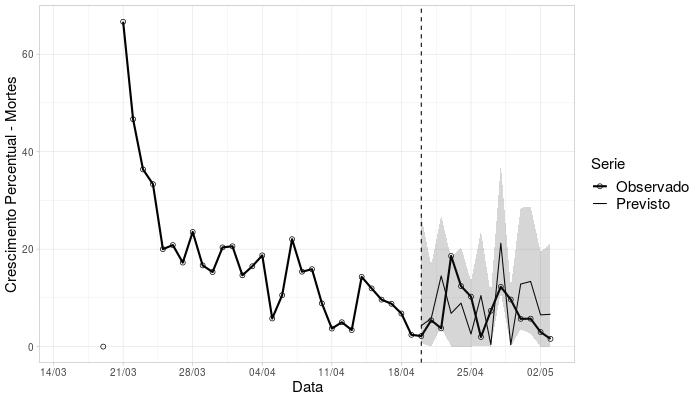 Crescimento Percentual - Mortes
60
40
20
0
14/03 21/03 28/03 04/04 11/04 18/04 25/04 02/05
Data
Serie
Observado
Previsto